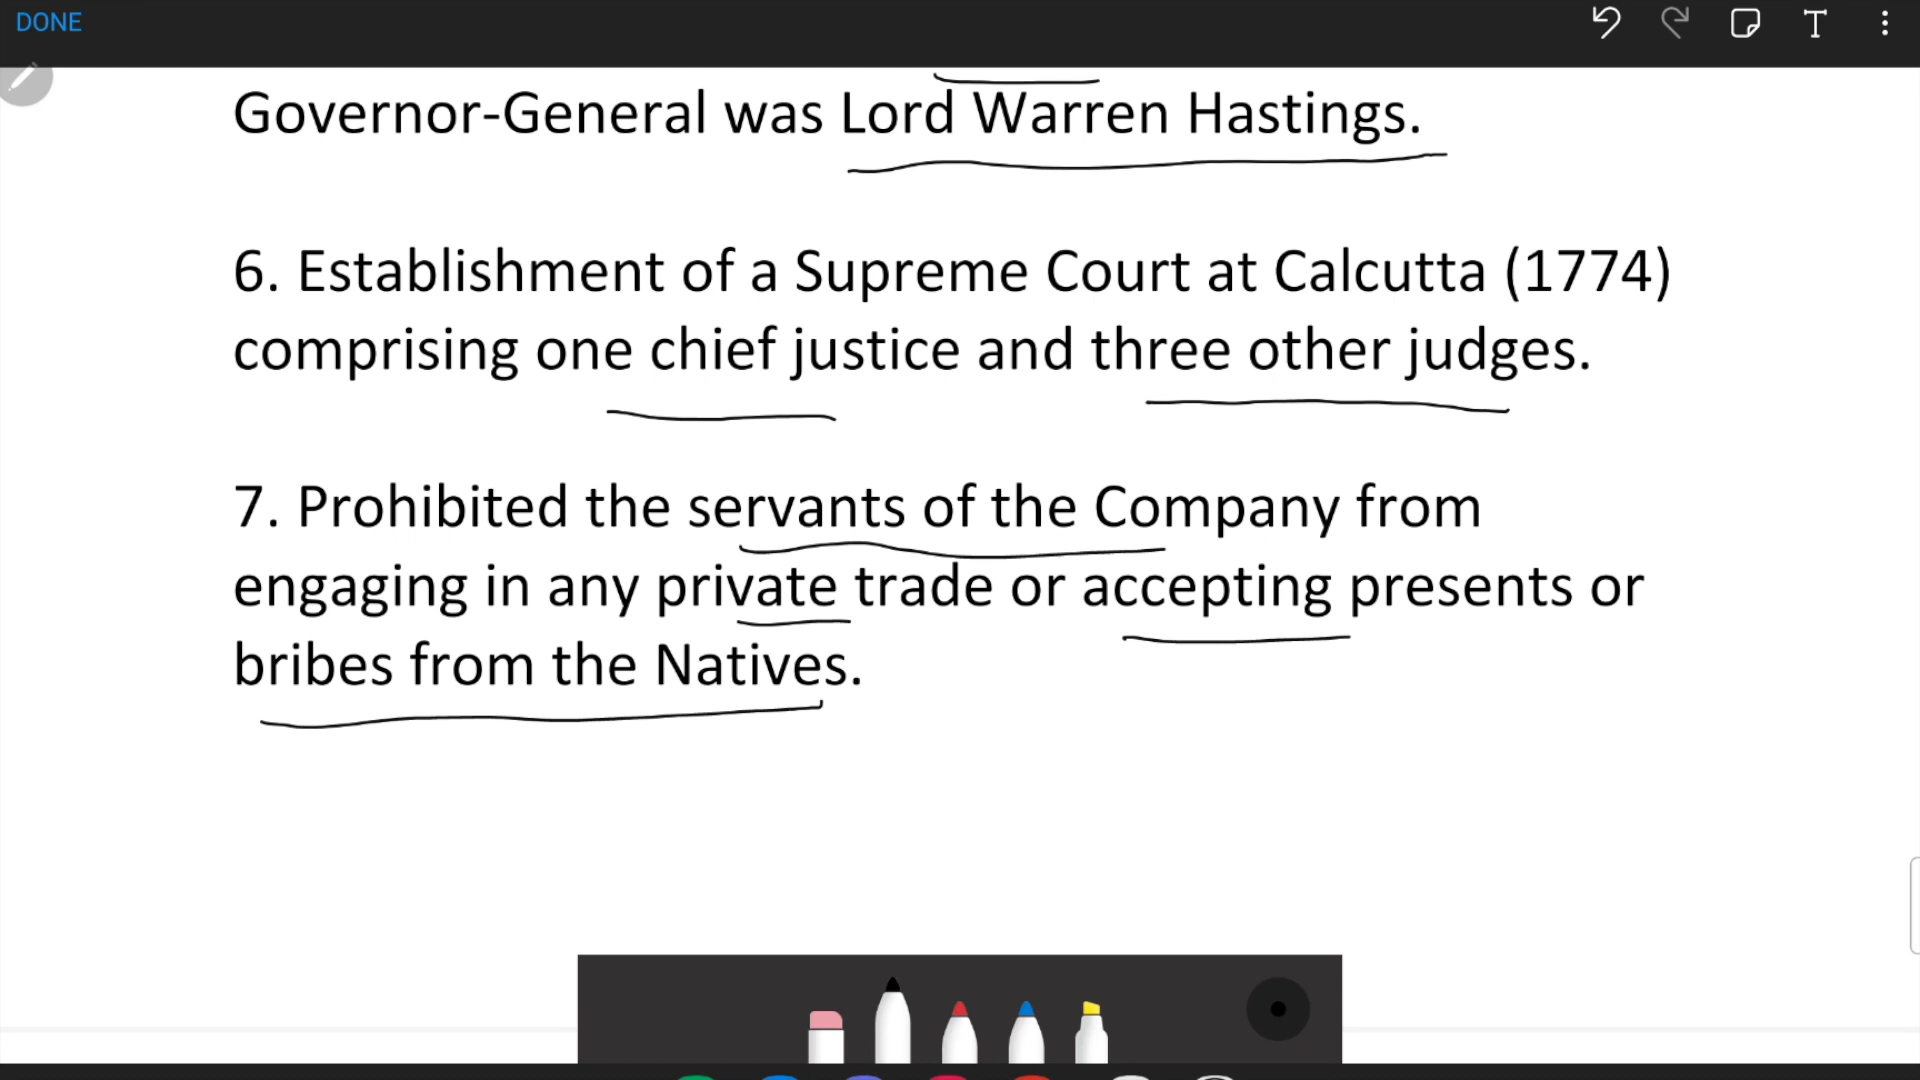 DONE
Governor-General was Lord Warren Hastings.
6. Establishment of a Supreme Court at Calcutta (1774)
comprising one chief justice and three other judges.
7. Prohibited the servants of the Company from
engaging in any private trade or accepting presents or
bribes from the Natives.